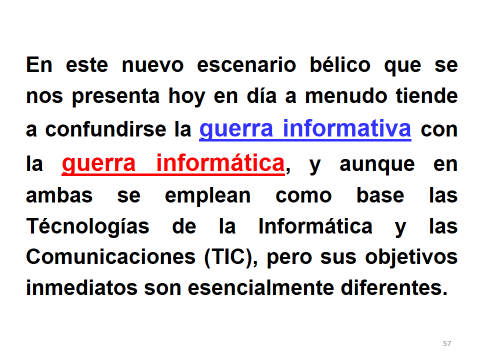 En este nuevo escenario bélico que se
nos presenta hoy en día a menudo tiende
a confundirse la guerra informativa con
la guerra informática, y aunque en
ambas se emplean como base las
Técnologías de la Informática y las
Comunicaciones (TIC), pero sus objetivos
inmediatos son esencialmente diferentes.
57